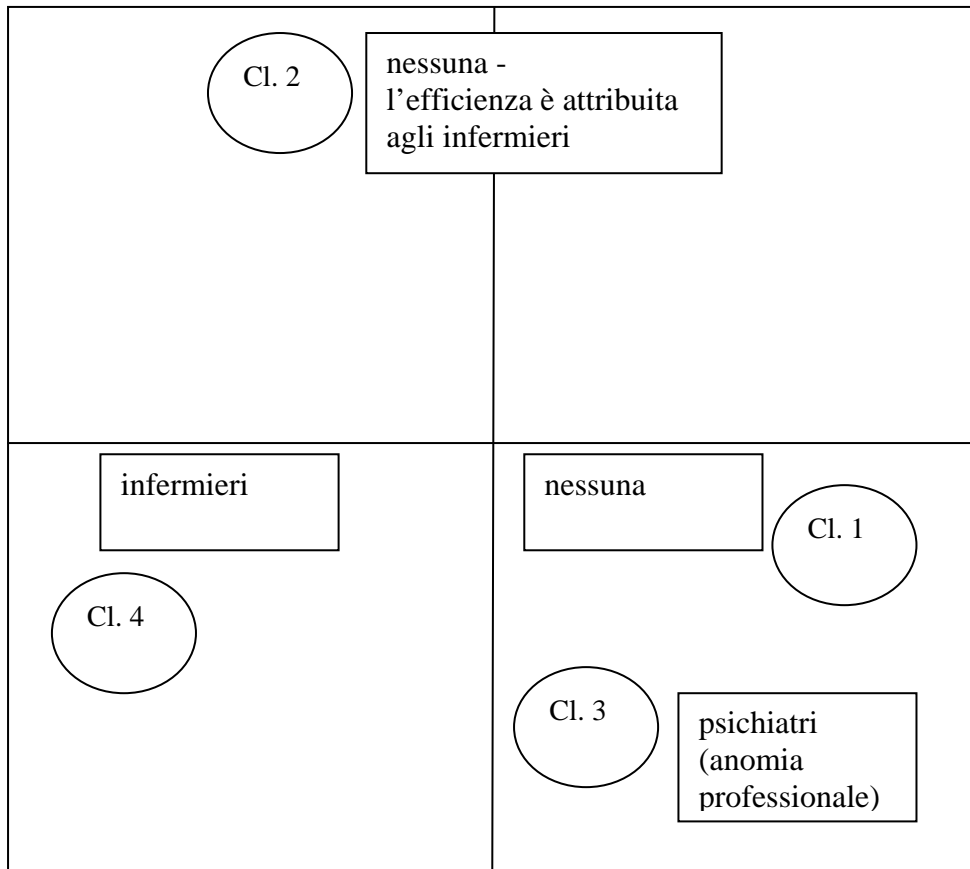 Cl. 2
nessuna -
l’efficienza è attribuita
agli infermieri
infermieri
nessuna
Cl. 1
Cl. 4
Cl. 3
psichiatri
(anomia
professionale)